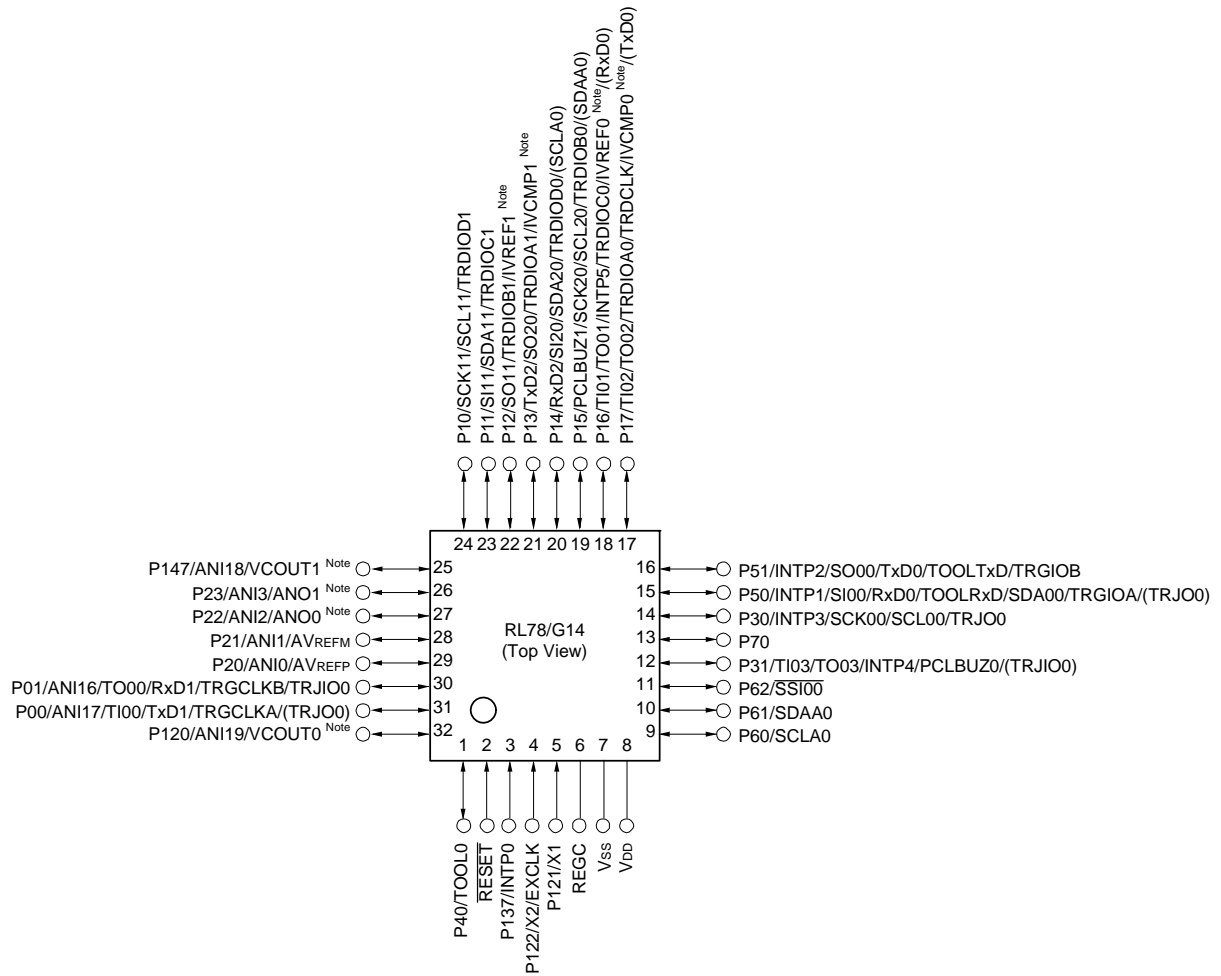 P10/SCK11/SCL11/TRDIOD1
P11/SI11/SDA11/TRDIOC1
P12/SO11/TRDIOB1/IVREF1 Note
P13/TxD2/SO20/TRDIOA1/IVCMP1 Note
P14/RxD2/SI20/SDA20/TRDIOD0/(SCLA0)
P15/PCLBUZ1/SCK20/SCL20/TRDIOB0/(SDAA0)
P16/TI01/TO01/INTP5/TRDIOC0/IVREF0 Note/(RxD0)
P17/TI02/TO02/TRDIOA0/TRDCLK/IVCMP0 Note/(TxD0)
24 23 22 21 20 19 18 17
P147/ANI18/VCOUT1 Note 25
P23/ANI3/ANO1 Note 26
P22/ANI2/ANO0 Note 27
P21/ANI1/AVREFM 28
P20/ANI0/AVREFP 29
P01/ANI16/TO00/RxD1/TRGCLKB/TRJIO0 30
P00/ANI17/TI00/TxD1/TRGCLKA/(TRJO0) 31
P120/ANI19/VCOUT0 Note 32
RL78/G14
(Top View)
16 P51/INTP2/SO00/TxD0/TOOLTxD/TRGIOB
15 P50/INTP1/SI00/RxD0/TOOLRxD/SDA00/TRGIOA/(TRJO0)
14 P30/INTP3/SCK00/SCL00/TRJO0
13 P70
12 P31/TI03/TO03/INTP4/PCLBUZ0/(TRJIO0)
11 P62/SSI00
10 P61/SDAA0
9 P60/SCLA0
1 2 3 4 5 6 7 8
P40/TOOL0
RESET
P137/INTP0
P122/X2/EXCLK
P121/X1
REGC
VSS
VDD